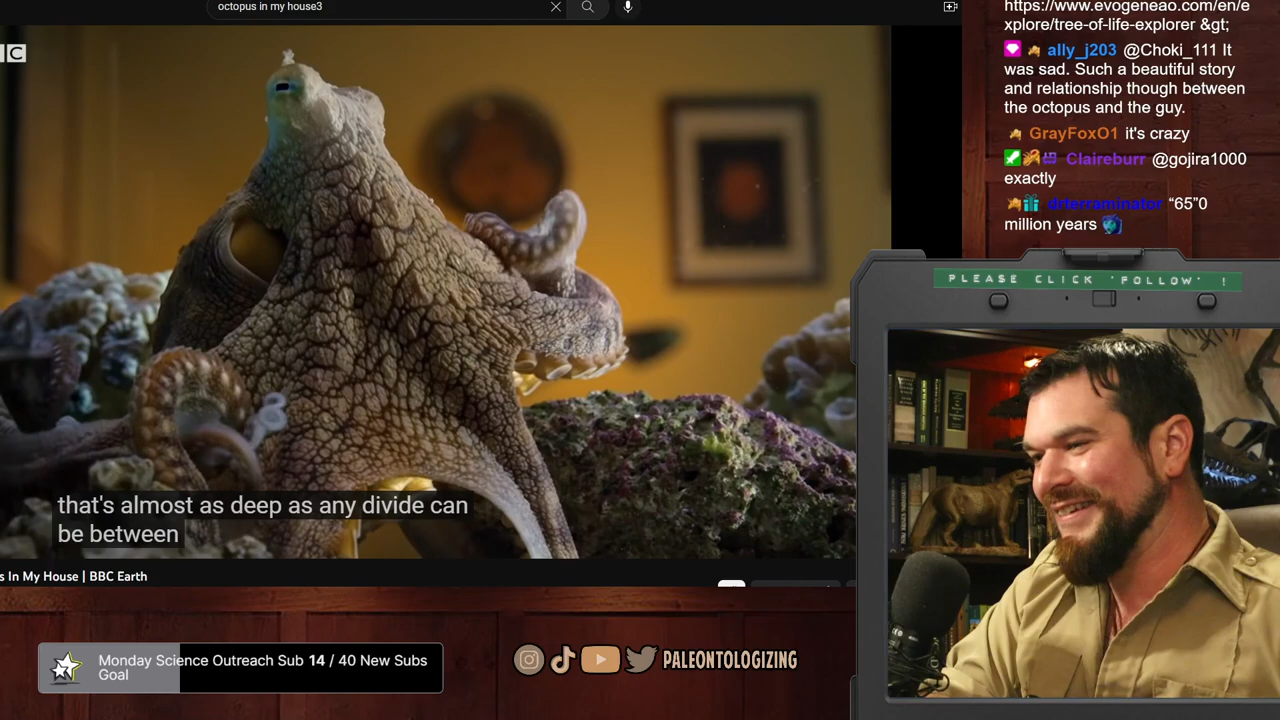 octopus in my house3
C
https://www.evogeneao.com/en/e
xplore/tree-of-life-explorer &gt;
ally_j203 @Choki_111 It
was sad. Such a beautiful story
and relationship though between
the octopus and the guy.
GrayFoxO1 it's crazy
Claireburr @gojira1000
exactly
drterraminator “65”0
million years
PLEASE CLICK 'FOLLOW' !
that's almost as deep as any divide can
be between
s In My House | BBC Earth
Monday Science Outreach Sub 14 / 40 New Subs
Goal
PALEONTOLOGIZING